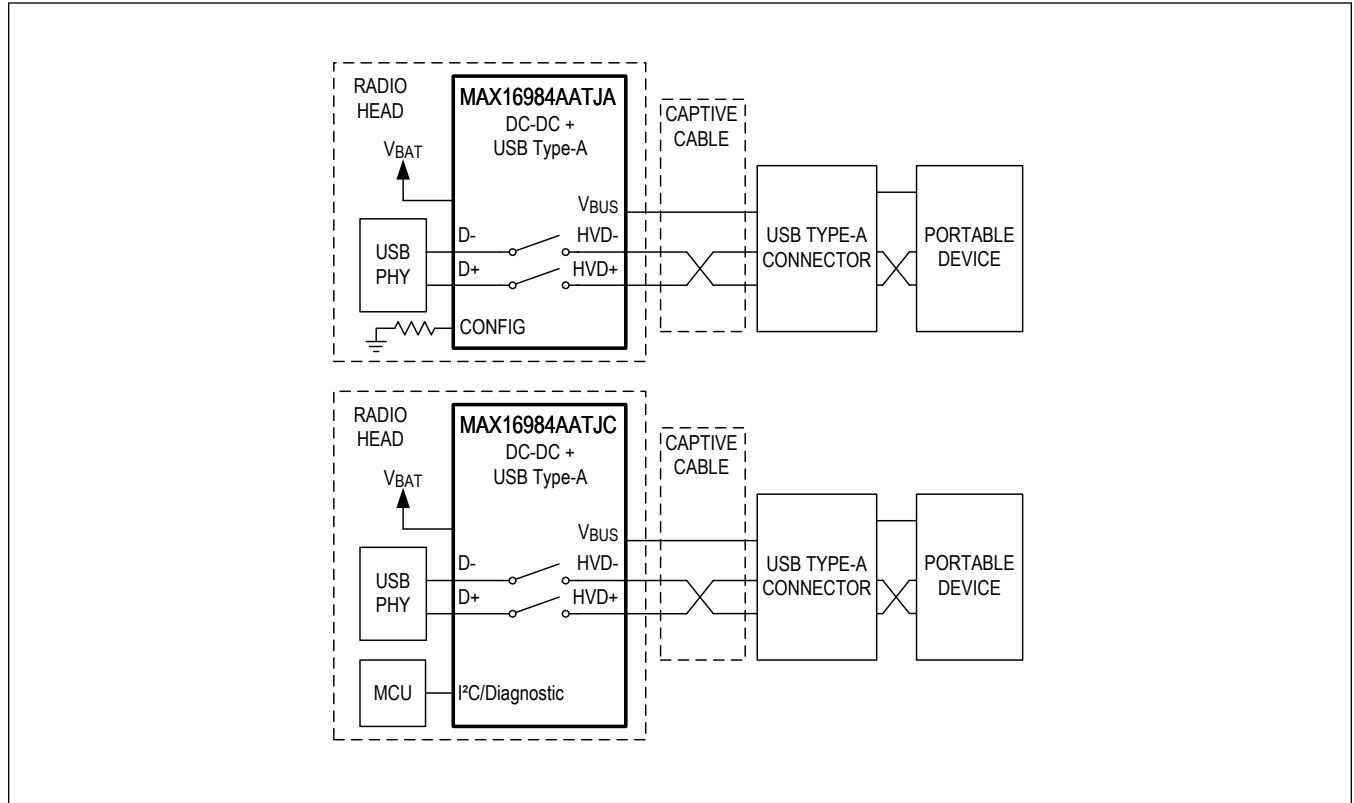 RADIO
HEAD
MAX16984AATJA
DC-DC +
USB Type-A
CAPTIVE
CABLE
VBAT
VBUS
USB
PHY
D-
D+
HVD-
HVD+
USB TYPE-A
CONNECTOR
PORTABLE
DEVICE
CONFIG
RADIO
HEAD
MAX16984AATJC
DC-DC +
USB Type-A
CAPTIVE
CABLE
VBAT
VBUS
USB
PHY
D-
D+
HVD-
HVD+
USB TYPE-A
CONNECTOR
PORTABLE
DEVICE
MCU
I²C/Diagnostic